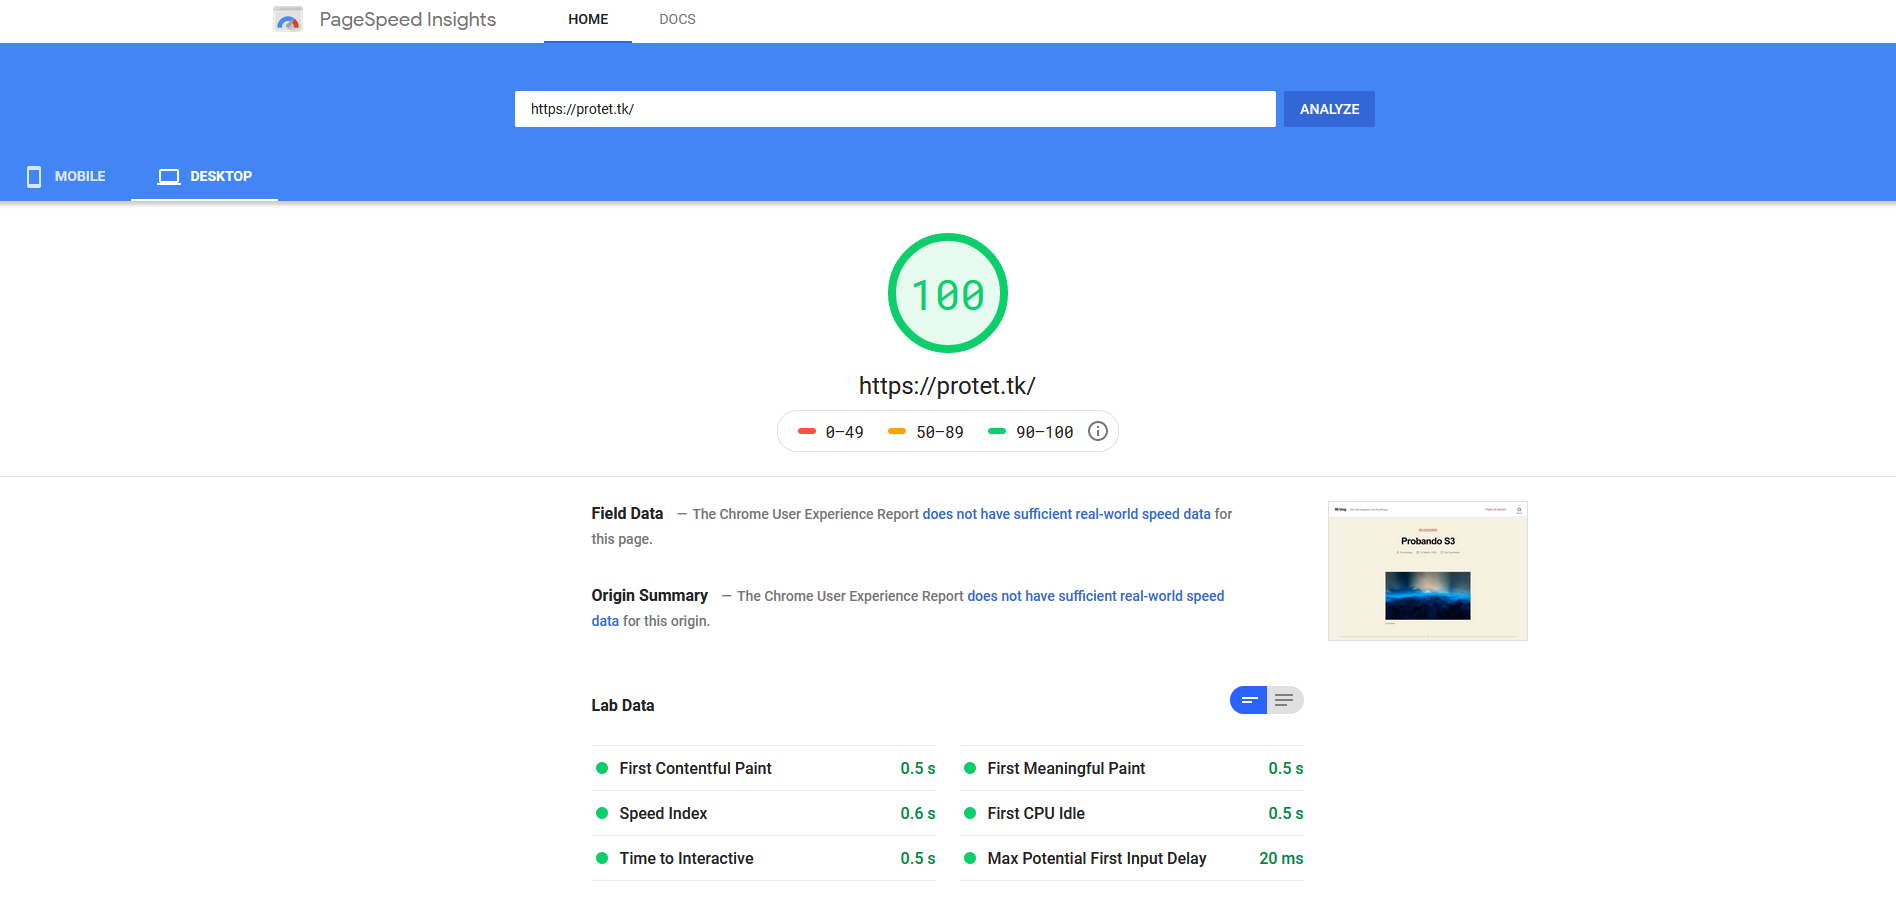 PageSpeed Insights
HOME
DOCS
https://protet.tk/
ANALYZE
MOBILE
DESKTOP
100
https://protet.tk/
0–49
50–89
90–100
Field Data — The Chrome User Experience Report does not have sufficient real-world speed data for
this page.
Origin Summary — The Chrome User Experience Report does not have sufficient real-world speed
data for this origin.
Probando S3
Lab Data
First Contentful Paint 0.5 s
First Meaningful Paint 0.5 s
Speed Index 0.6 s
First CPU Idle 0.5 s
Time to Interactive 0.5 s
Max Potential First Input Delay 20 ms